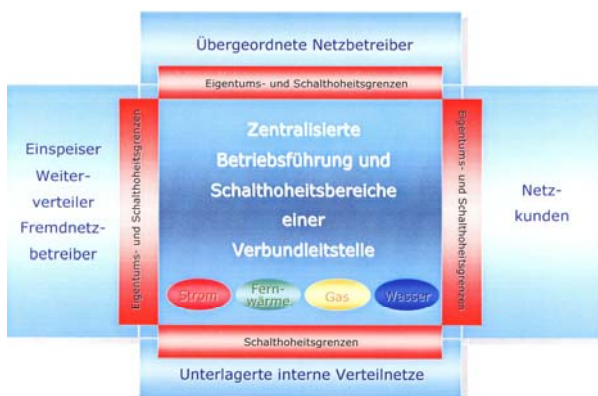 Übergeordnete Netzbetreiber
Eigentums- und Schalthoheitsgrenzen
Einspeiser
Weiter-
verteiler
Fremdnetz-
betreiber
Eigentums- und Schalthoheitsgrenzen
Zentralisierte
Betriebsführung und
Schalthoheitsbereiche
einer
Verbundleitstelle
Strom
Fern-
wärme
Gas
Wasser
Eigentums- und Schalthoheitsgrenzen
Netz-
kunden
Schalthoheitsgrenzen
Unterlagerte interne Verteilnetze